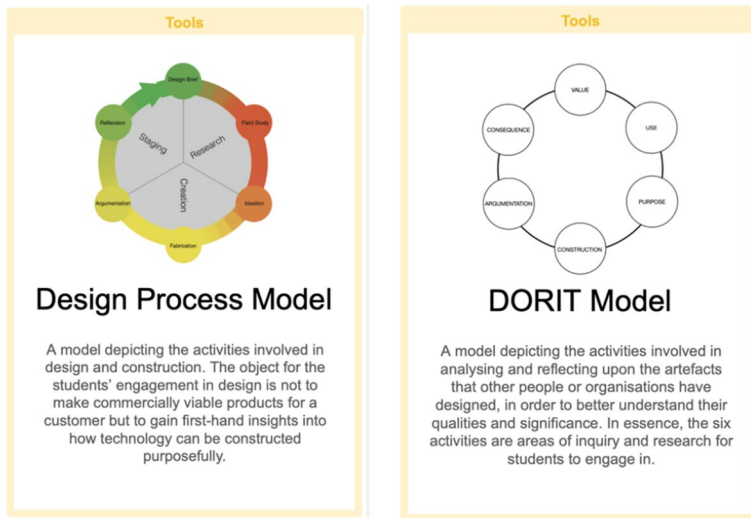 Tools
Design Brief
Field Study
Ideation
Fabrication
Argumentation
Reflection
Staging
Research
Creation
Design Process Model
A model depicting the activities involved in
design and construction. The object for the
students' engagement in design is not to
make commercially viable products for a
customer but to gain first-hand insights into
how technology can be constructed
purposefully.
Tools
VALUE
USE
PURPOSE
CONSTRUCTION
ARGUMENTATION
CONSEQUENCE
DORIT Model
A model depicting the activities involved in
analysing and reflecting upon the artefacts
that other people or organisations have
designed, in order to better understand their
qualities and significance. In essence, the six
activities are areas of inquiry and research for
students to engage in.